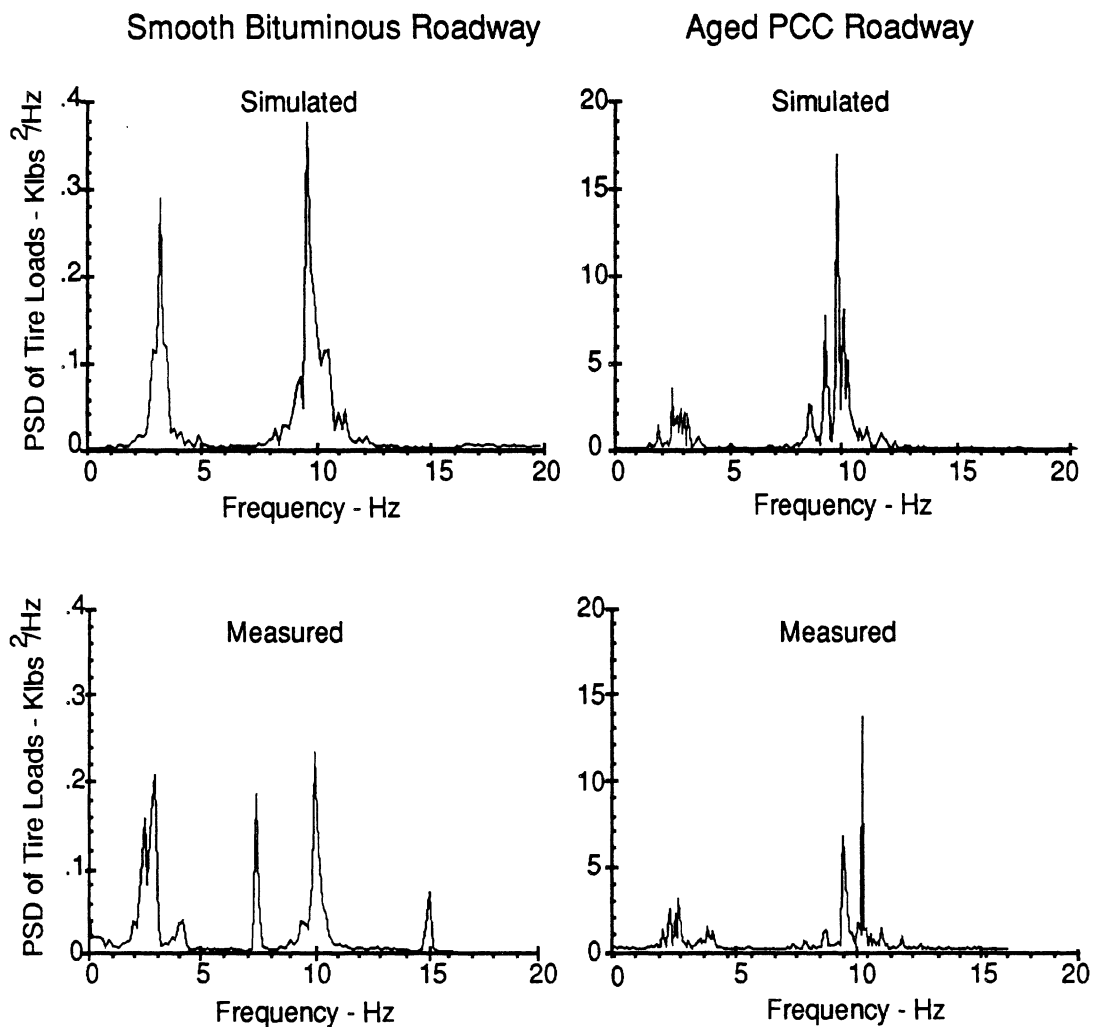 Smooth Bituminous Roadway
Aged PCC Roadway
Simulated
PSD of Tire Loads - Klbs ²/Hz
.4
.3
.2
.1
0
0 5 10 15 20
Frequency - Hz
Simulated
20
15
10
5
0
0 5 10 15 20
Frequency - Hz
Measured
PSD of Tire Loads - Klbs ²/Hz
.4
.3
.2
.1
0
0 5 10 15 20
Frequency - Hz
Measured
20
15
10
5
0
0 5 10 15 20
Frequency - Hz